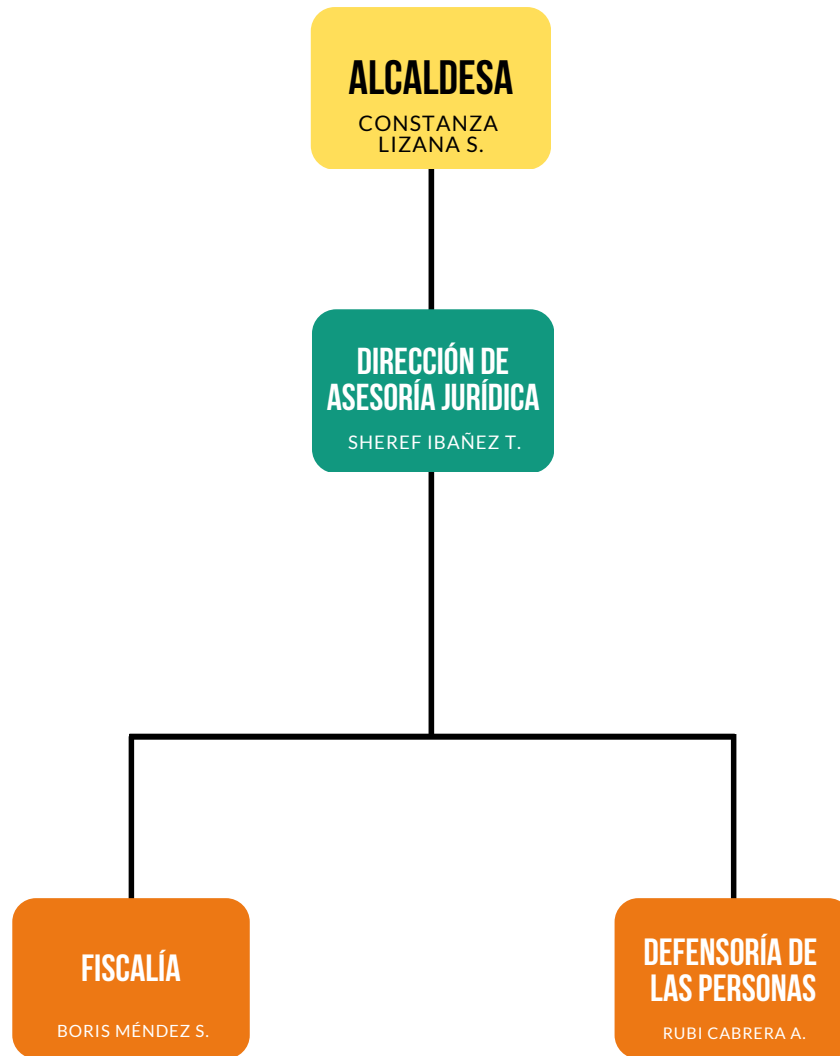 ALCALDESA
CONSTANZA
LIZANA S.
DIRECCIÓN DE
ASESORÍA JURÍDICA
SHEREF IBAÑEZ T.
FISCALÍA
BORIS MÉNDEZ S.
DEFENSORÍA DE
LAS PERSONAS
RUBI CABRERA A.